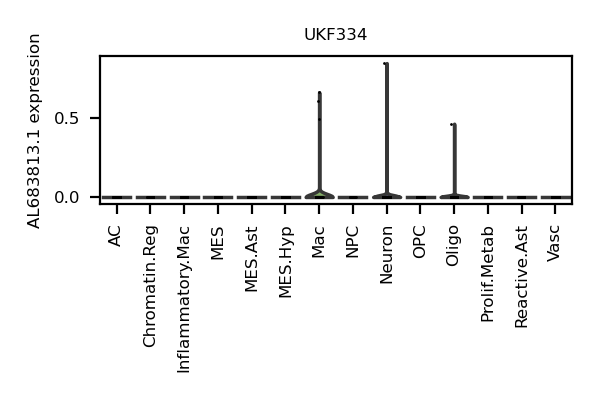 UKF334
AL683813.1 expression
0.5
0.0
AC
Chromatin.Reg
Inflammatory.Mac
MES
MES.Ast
MES.Hyp
Mac
NPC
Neuron
OPC
Oligo
Prolif.Metab
Reactive.Ast
Vasc